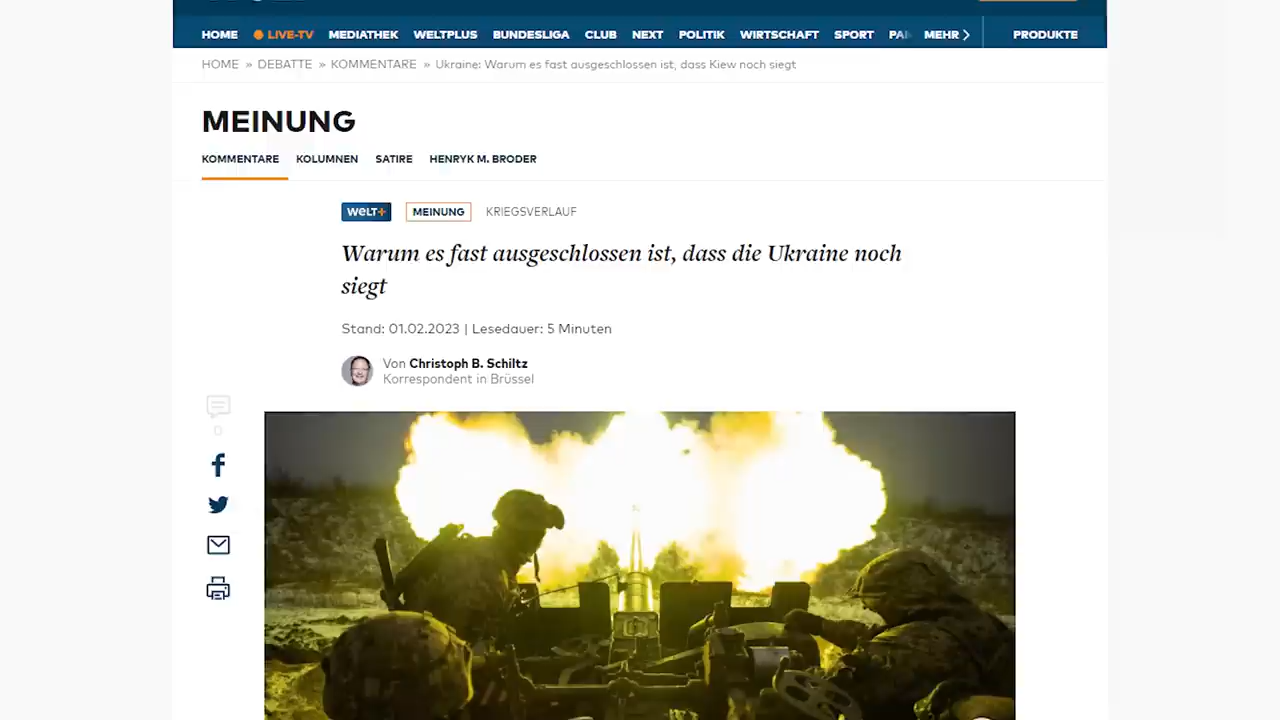 HOME LIVE-TV MEDIATHEK WELTPLUS BUNDESLIGA CLUB NEXT POLITIK WIRTSCHAFT SPORT MEHR PRODUKTE
HOME » DEBATTE » KOMMENTARE » Ukraine: Warum es fast ausgeschlossen ist, dass Kiew noch siegt
MEINUNG
KOMMENTARE KOLUMNEN SATIRE HENRYK M. BRODER
WELT+ MEINUNG KRIEGSVERLAUF
Warum es fast ausgeschlossen ist, dass die Ukraine noch
siegt
Stand: 01.02.2023 | Lesedauer: 5 Minuten
Von Christoph B. Schiltz
Korrespondent in Brüssel
0